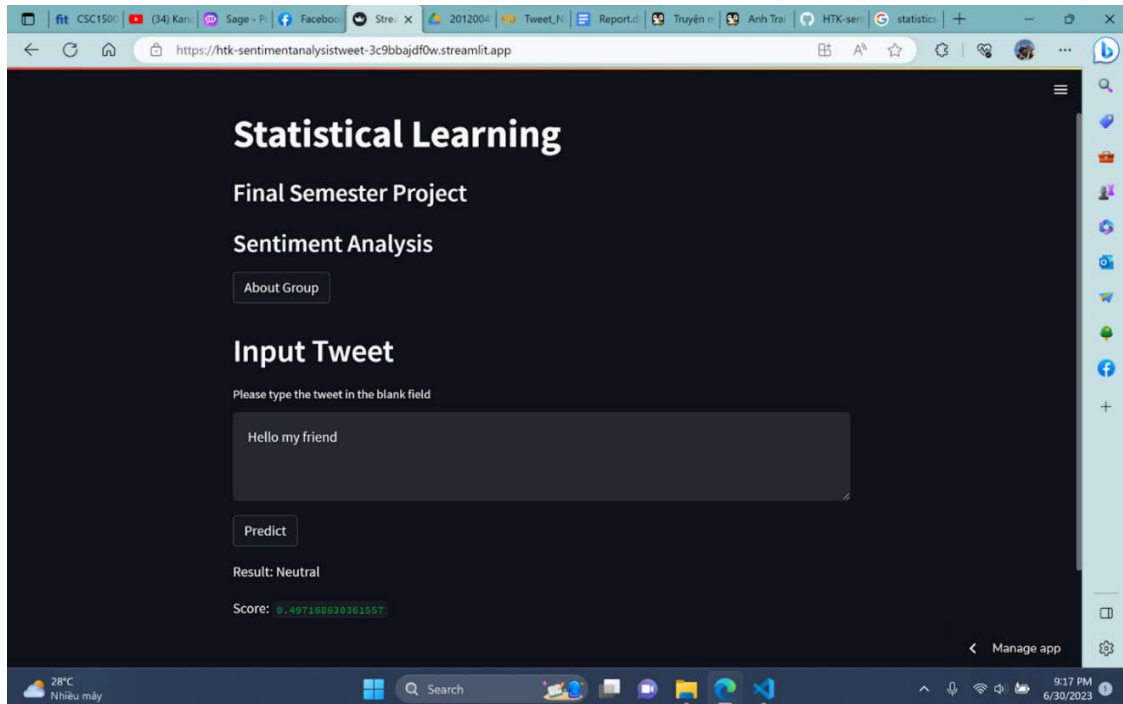 fit CSC1500
(34) Kan
Sage - P
Faceboo
Stre
2012004
Tweet_N
Report.d
Truyện
Anh Trai
HTK-sen
statistics
https://htk-sentimentanalysistweet-3c9bbajdf0w.streamlit.app
Statistical Learning
Final Semester Project
Sentiment Analysis
About Group
Input Tweet
Please type the tweet in the blank field
Hello my friend
Predict
Result: Neutral
Score: 0.497168630361557
Manage app
28°C
Nhiều mây
Search
9:17 PM
6/30/2023